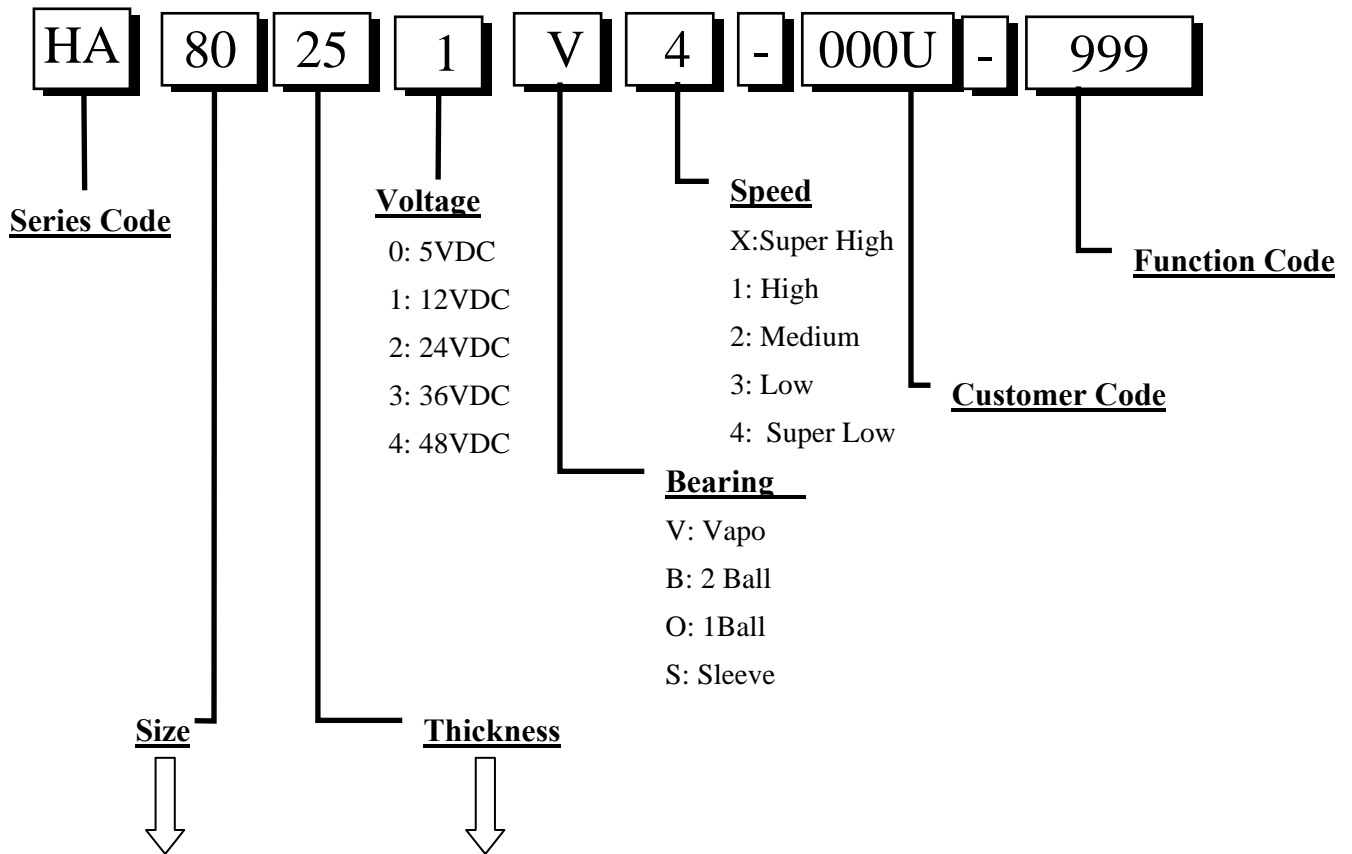 HA 80 25 1 V 4 - 000U - 999
Series Code
Voltage
0: 5VDC
1: 12VDC
2: 24VDC
3: 36VDC
4: 48VDC
Speed
X:Super High
1: High
2: Medium
3: Low
4: Super Low
Function Code
Customer Code
Bearing
V: Vapo
B: 2 Ball
O: 1Ball
S: Sleeve
Size
Thickness